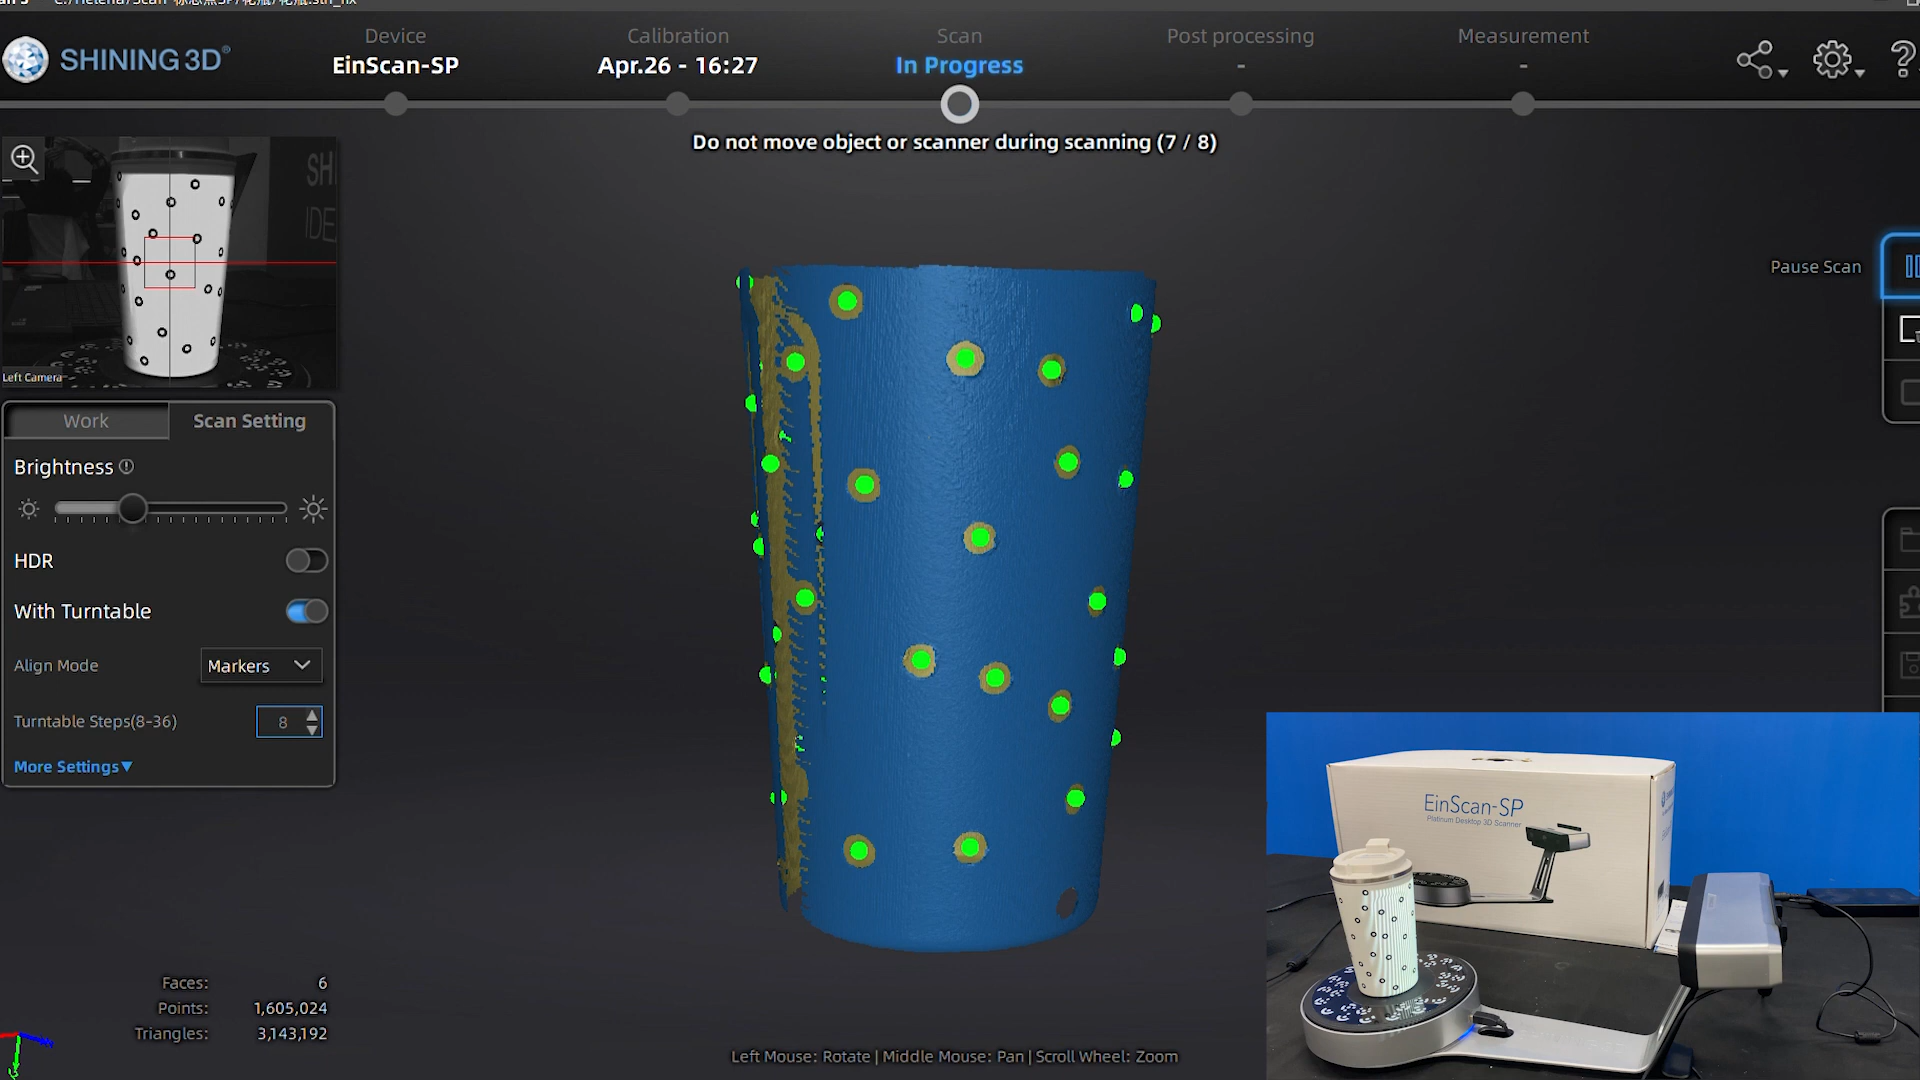 SHINING 3D®
Device
EinScan-SP
Calibration
Apr.26 - 16:27
Scan
In Progress
Post processing
-
Measurement
-
Do not move object or scanner during scanning (7 / 8)
SHI
IDE
Left Camera
Pause Scan
Work
Scan Setting
Brightness
HDR
With Turntable
Align Mode
Markers
Turntable Steps(8-36)
8
More Settings▼
EinScan-SP
Platinum Desktop 3D Scanner
Faces: 6
Points: 1,605,024
Triangles: 3,143,192
Left Mouse: Rotate | Middle Mouse: Pan | Scroll Wheel: Zoom